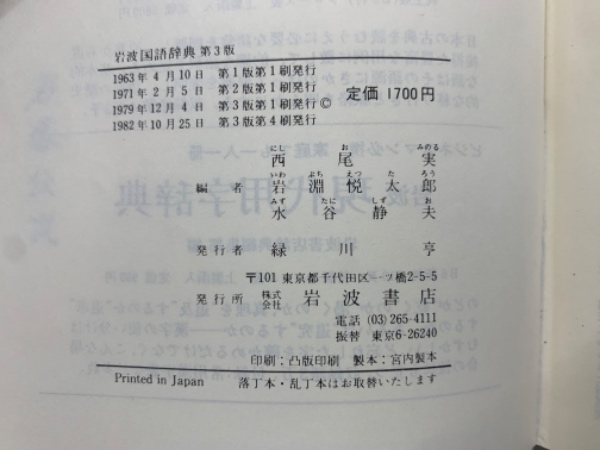 岩波国語辞典 第3版
1963年 4月10日 第1版第1刷発行
1971年 2月 5日 第2版第1刷発行
1979年12月 4日 第3版第1刷発行 ©
1982年10月25日 第3版第4刷発行
定価 1700円
にし お みのる
西尾 実
いわ ぶち えつ た ろう
編者 岩淵悦太郎
みず たに しず お
水谷静夫
発行者 緑川 亨
〒101 東京都千代田区一ッ橋2-5-5
発行所 株式会社 岩波書店
電話 (03)265-4111
振替 東京6-26240
印刷:凸版印刷 製本:宮内製本
Printed in Japan 落丁本・乱丁本はお取替いたします